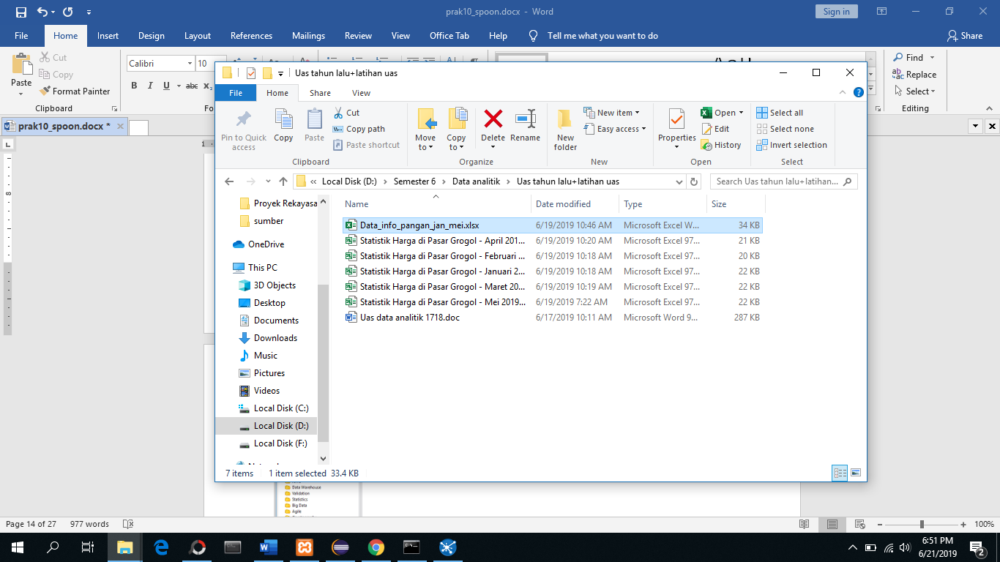 prak10_spoon.docx - Word
Sign in
File Home Insert Design Layout References Mailings Review View Office Tab Help Tell me what you want to do Share
Paste
Cut
Copy
Format Painter
Clipboard
Calibri 10
B I U abc
Find
Replace
Select
Editing
prak10_spoon.docx *
Uas tahun lalu+latihan uas
File Home Share View
Pin to Quick access
Copy
Paste
Cut
Copy path
Paste shortcut
Clipboard
Move to
Copy to
Delete
Rename
Organize
New folder
New item
Easy access
New
Properties
Open
Edit
History
Open
Select all
Select none
Invert selection
Select
« Local Disk (D:) > Semester 6 > Data analitik > Uas tahun lalu+latihan uas
Search Uas tahun lalu+latihan...
Proyek Rekayasa
sumber
OneDrive
This PC
3D Objects
Desktop
Documents
Downloads
Music
Pictures
Videos
Local Disk (C:)
Local Disk (D:)
Local Disk (F:)
Name Date modified Type Size
Data_info_pangan_jan_mei.xlsx 6/19/2019 10:46 AM Microsoft Excel W... 34 KB
Statistik Harga di Pasar Grogol - April 201... 6/19/2019 10:20 AM Microsoft Excel 97... 21 KB
Statistik Harga di Pasar Grogol - Februari ... 6/19/2019 10:18 AM Microsoft Excel 97... 20 KB
Statistik Harga di Pasar Grogol - Januari 2... 6/19/2019 10:18 AM Microsoft Excel 97... 22 KB
Statistik Harga di Pasar Grogol - Maret 20... 6/19/2019 10:19 AM Microsoft Excel 97... 22 KB
Statistik Harga di Pasar Grogol - Mei 2019... 6/19/2019 7:22 AM Microsoft Excel 97... 22 KB
Uas data analitik 1718.doc 6/17/2019 10:11 AM Microsoft Word 9... 287 KB
7 items 1 item selected 33.4 KB
Data Warehouse
Validation
Statistics
Big Data
Agile
Page 14 of 27 977 words
100%
6:51 PM
6/21/2019
2